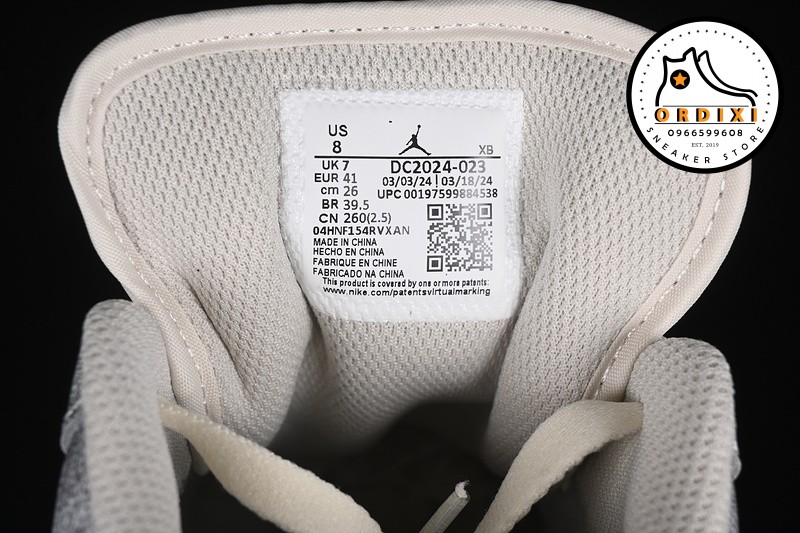 US
8
XB
UK 7
DC2024-023
EUR 41
03/03/24 | 03/18/24
cm 26
UPC 00197599884538
BR 39.5
CN 260(2.5)
04HNF154RVXAN
MADE IN CHINA
HECHO EN CHINA
FABRIQUE EN CHINE
FABRICADO NA CHINA
This product is covered by one or more patents:
www.nike.com/patentsvirtualmarking
ORDIXI
0966599608
EST. 2019
SNEAKER STORE